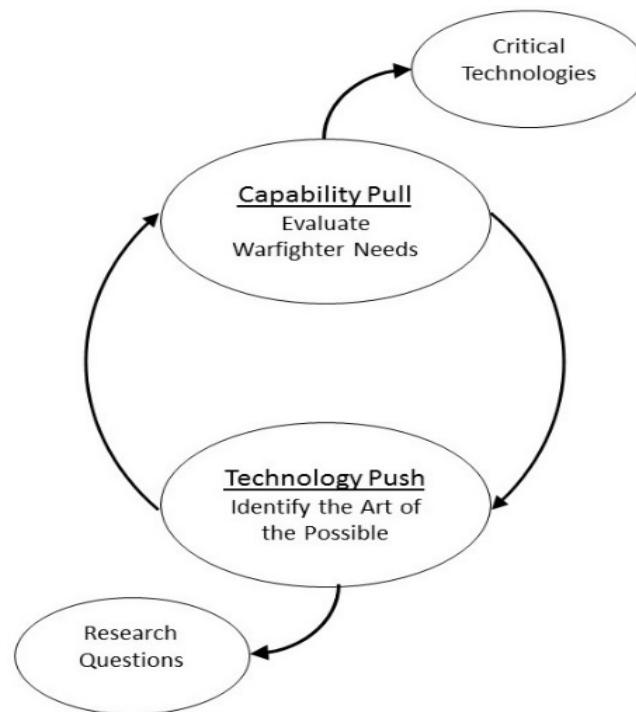 Critical
Technologies
Capability Pull
Evaluate
Warfighter Needs
Technology Push
Identify the Art of
the Possible
Research
Questions